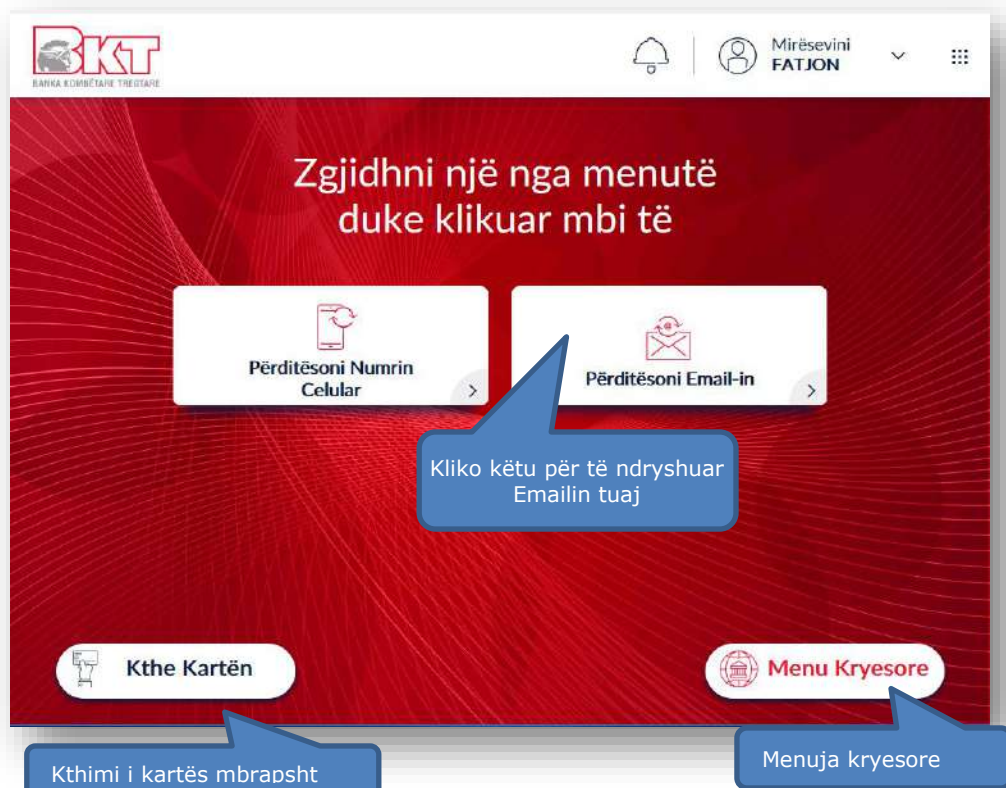 BKT
BANKA KOMBËTARE TREGTARE
Mirësevini
FATJON
Zgjidhni një nga menutë
duke klikuar mbi të
Përditësoni Numrin
Celular
Përditësoni Email-in
Kliko këtu për të ndryshuar
Emailin tuaj
Kthe Kartën
Menu Kryesore
Kthimi i kartës mbrapsht
Menuja kryesore